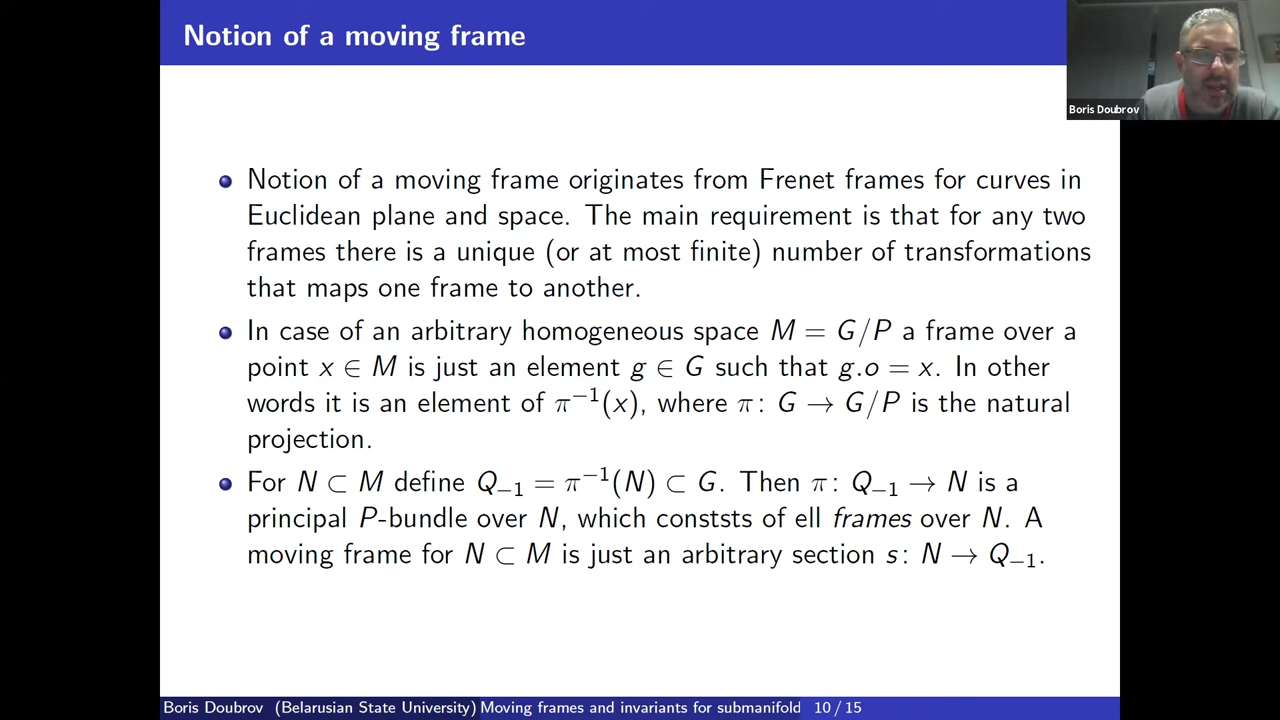 Notion of a moving frame
Boris Doubrov
Notion of a moving frame originates from Frenet frames for curves in
Euclidean plane and space. The main requirement is that for any two
frames there is a unique (or at most finite) number of transformations
that maps one frame to another.
In case of an arbitrary homogeneous space M = G/P a frame over a
point x ∈ M is just an element g ∈ G such that g.o = x. In other
words it is an element of π⁻¹(x), where π: G → G/P is the natural
projection.
For N ⊂ M define Q₋₁ = π⁻¹(N) ⊂ G. Then π: Q₋₁ → N is a
principal P-bundle over N, which conststs of ell frames over N. A
moving frame for N ⊂ M is just an arbitrary section s: N → Q₋₁.
Boris Doubrov (Belarusian State University) Moving frames and invariants for submanifold 10 / 15